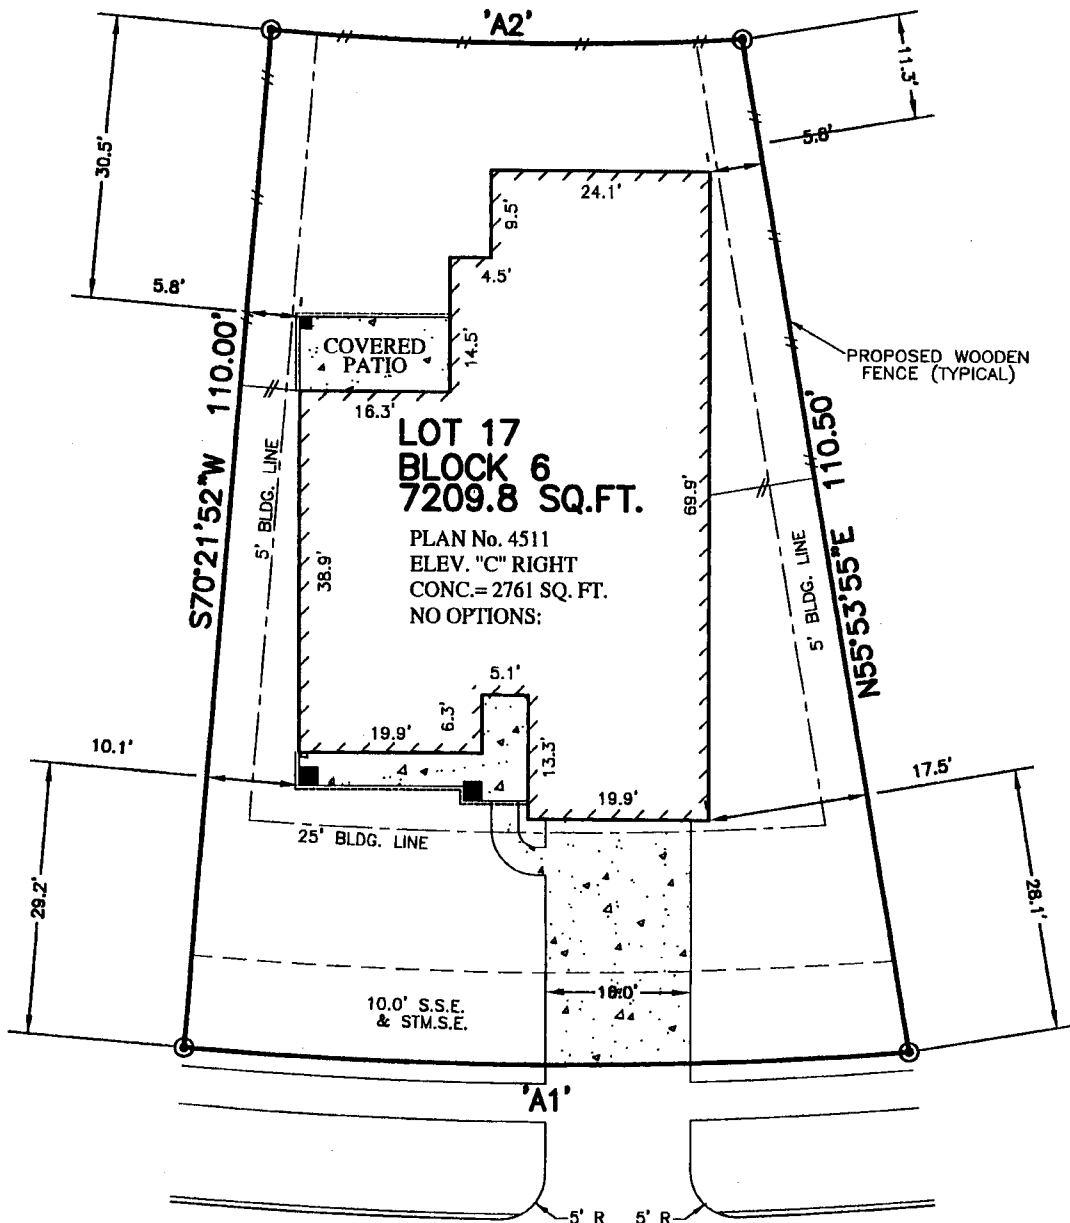 'A2'
11.3'
30.5'
5.8'
24.1'
9.5'
4.5'
5.8'
COVERED
PATIO
14.5'
PROPOSED WOODEN
FENCE (TYPICAL)
16.3'
S70°21'52"W 110.00'
LOT 17
BLOCK 6
7209.8 SQ.FT.
5' BLDG. LINE
69.9'
N55°53'55"E 110.50'
PLAN No. 4511
ELEV. "C" RIGHT
CONC.= 2761 SQ. FT.
NO OPTIONS:
38.9'
5' BLDG. LINE
5.1'
6.3'
19.9'
13.3'
10.1'
17.5'
19.9'
25' BLDG. LINE
29.2'
28.1'
10.0' S.S.E.
& STM.S.E.
16.0'
'A1'
5' R
5' R